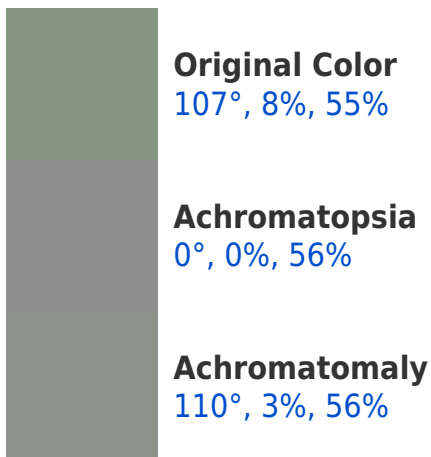 Original Color
107°, 8%, 55%
Achromatopsia
0°, 0%, 56%
Achromatomaly
110°, 3%, 56%